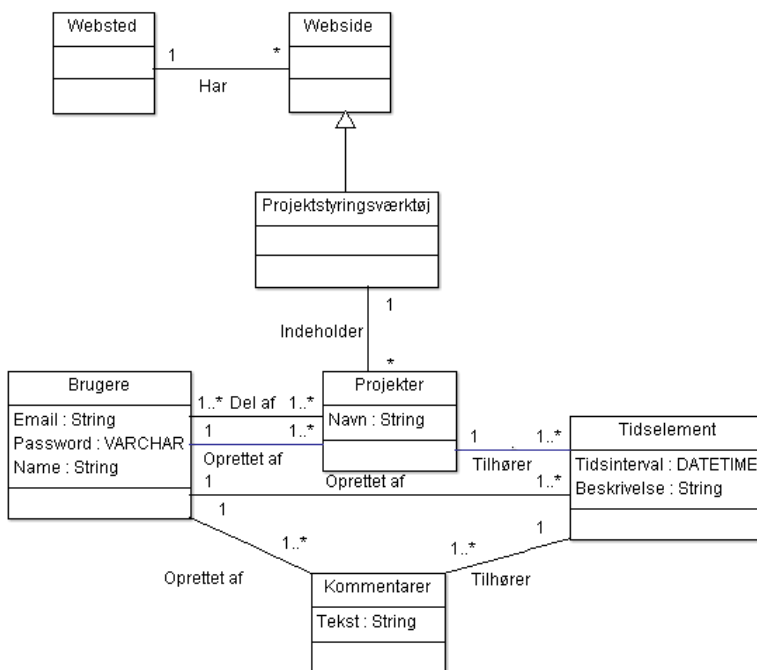 Websted
Webside
1
*
Har
Projektstyringsværktøj
1
Indeholder
*
Brugere
Email : String
Password : VARCHAR
Name : String
Projekter
Navn : String
1..* Del af 1..*
1
1..*
Oprettet af
1
1..*
Tilhører
Tidselement
Tidsinterval : DATETIME
Beskrivelse : String
1
Oprettet af
1..*
1
1..*
Oprettet af
1..*
1
Tilhører
Kommentarer
Tekst : String